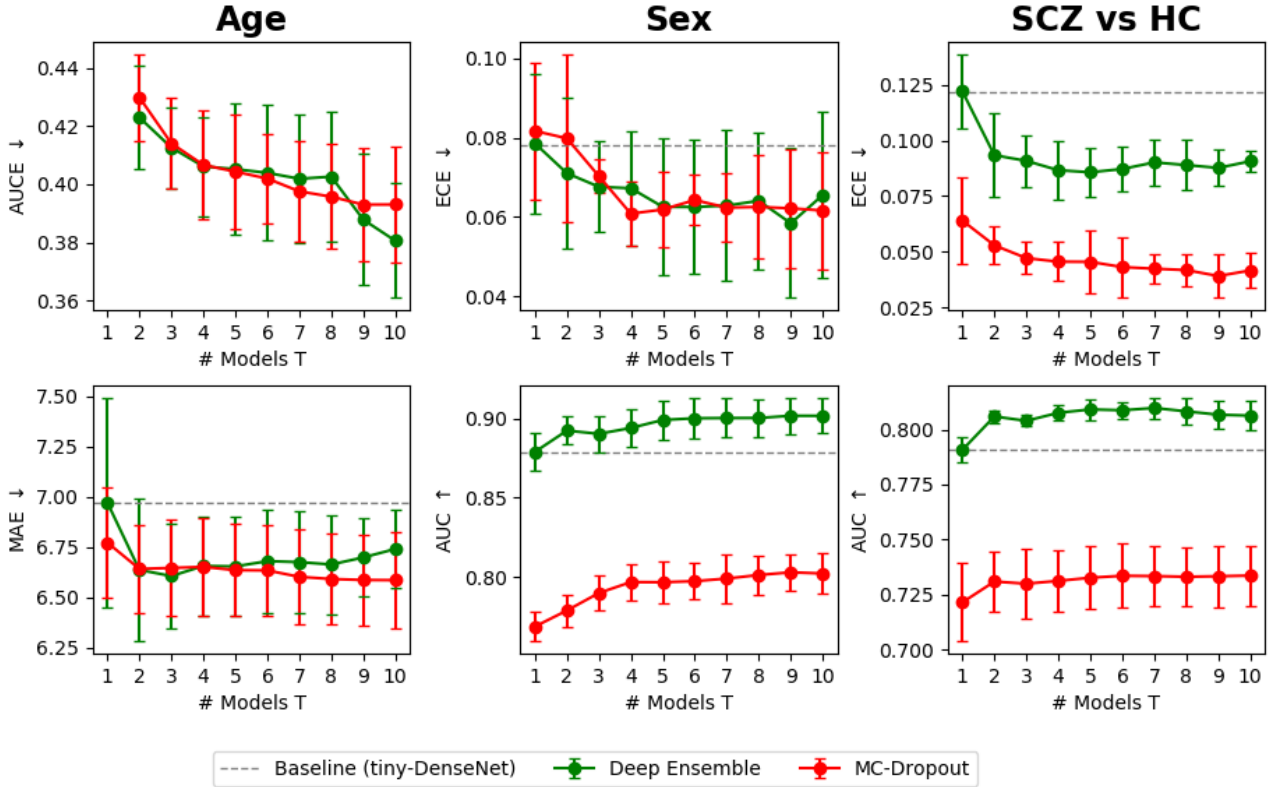 Age
Sex
SCZ vs HC
AUCE ↓
0.44
0.42
0.40
0.38
0.36
1 2 3 4 5 6 7 8 9 10
# Models T
ECE ↓
0.10
0.08
0.06
0.04
1 2 3 4 5 6 7 8 9 10
# Models T
ECE ↓
0.125
0.100
0.075
0.050
0.025
1 2 3 4 5 6 7 8 9 10
# Models T
MAE ↓
7.50
7.25
7.00
6.75
6.50
6.25
1 2 3 4 5 6 7 8 9 10
# Models T
AUC ↑
0.90
0.85
0.80
1 2 3 4 5 6 7 8 9 10
# Models T
AUC ↑
0.800
0.775
0.750
0.725
0.700
1 2 3 4 5 6 7 8 9 10
# Models T
Baseline (tiny-DenseNet)
Deep Ensemble
MC-Dropout